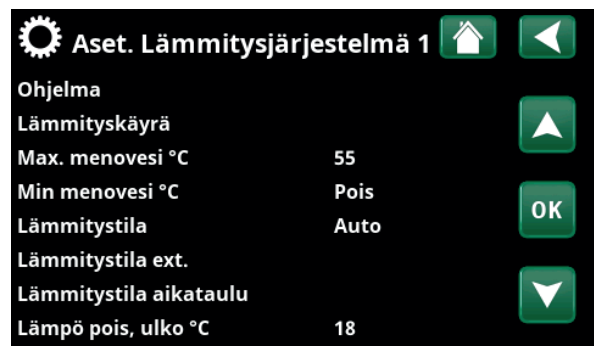 Aset. Lämmitysjärjestelmä 1
Ohjelma
Lämmityskäyrä
Max. menovesi °C 55
Min menovesi °C Pois
Lämmitystila Auto
OK
Lämmitystila ext.
Lämmitystila aikataulu
Lämpö pois, ulko °C 18